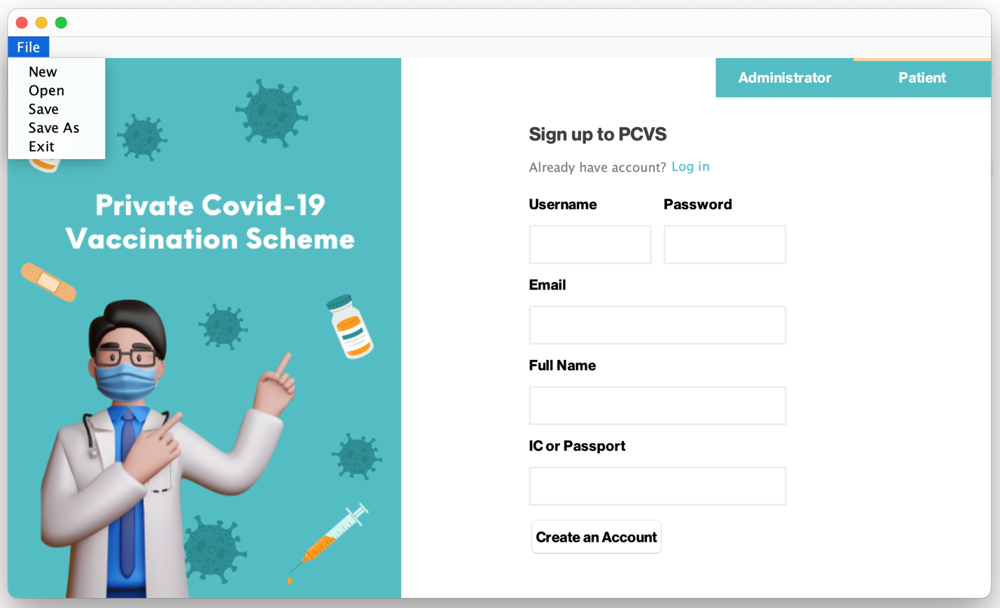 File
New
Open
Save
Save As
Exit
Private Covid-19
Vaccination Scheme
Administrator
Patient
Sign up to PCVS
Already have account? Log in
Username Password
Email
Full Name
IC or Passport
Create an Account